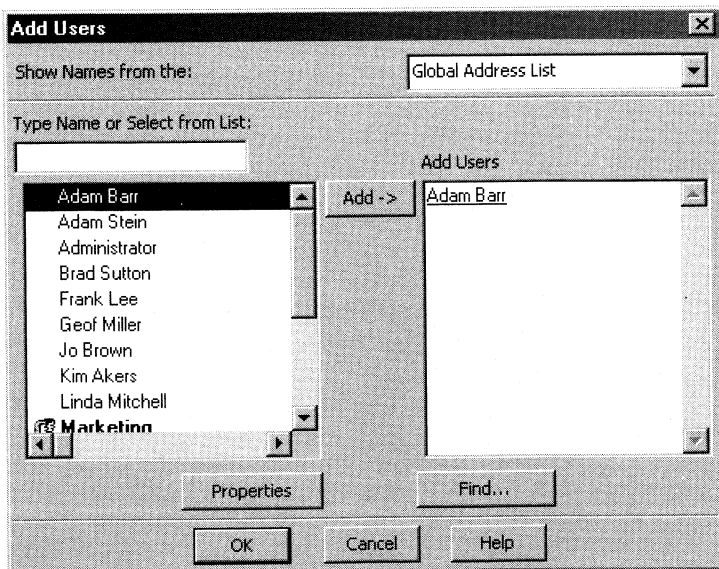 Add Users
Show Names from the:
Global Address List
Type Name or Select from List:
Add Users
Adam Barr
Adam Stein
Administrator
Brad Sutton
Frank Lee
Geof Miller
Jo Brown
Kim Akers
Linda Mitchell
Marketing
Add ->
Adam Barr
Properties
Find...
OK
Cancel
Help